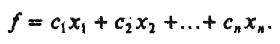 f = c₁x₁ + c₂x₂ + ... + cₙxₙ.